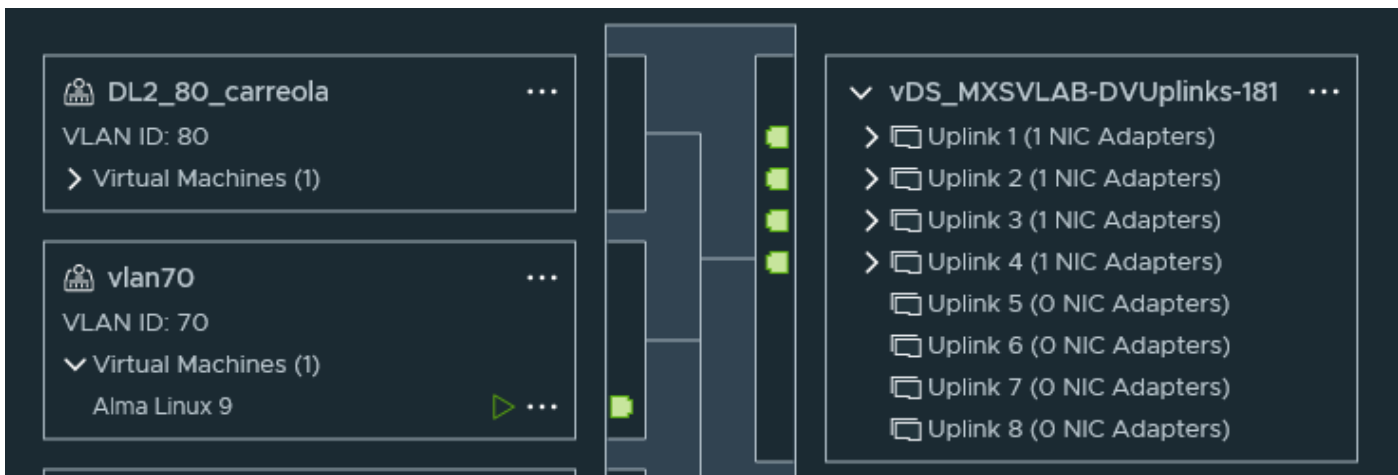 DL2_80_carreola
VLAN ID: 80
Virtual Machines (1)
vlan70
VLAN ID: 70
Virtual Machines (1)
Alma Linux 9
vDS_MXSVLAB-DVUplinks-181
Uplink 1 (1 NIC Adapters)
Uplink 2 (1 NIC Adapters)
Uplink 3 (1 NIC Adapters)
Uplink 4 (1 NIC Adapters)
Uplink 5 (0 NIC Adapters)
Uplink 6 (0 NIC Adapters)
Uplink 7 (0 NIC Adapters)
Uplink 8 (0 NIC Adapters)